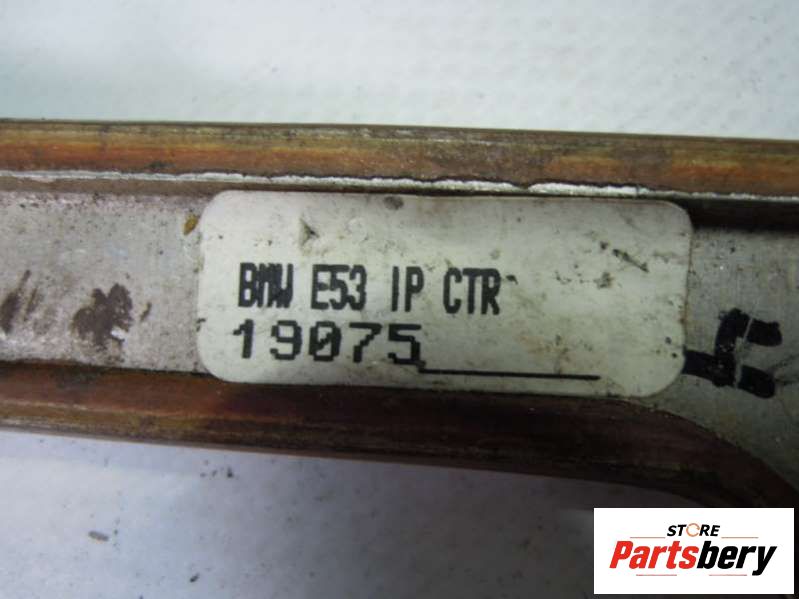 BMW E53 IP CTR
19075
STORE
Partsbery